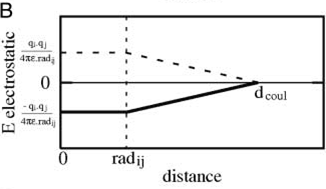 B
E electrostatic
qi.qj
4πε.radij
0
-qi.qj
4πε.radij
dcoul
0
radij
distance